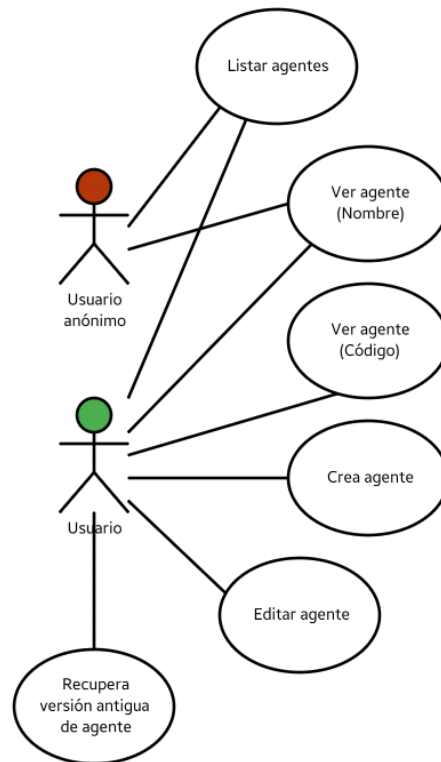 Listar agentes
Ver agente
(Nombre)
Usuario
anónimo
Ver agente
(Código)
Crea agente
Usuario
Editar agente
Recupera
versión antigua
de agente